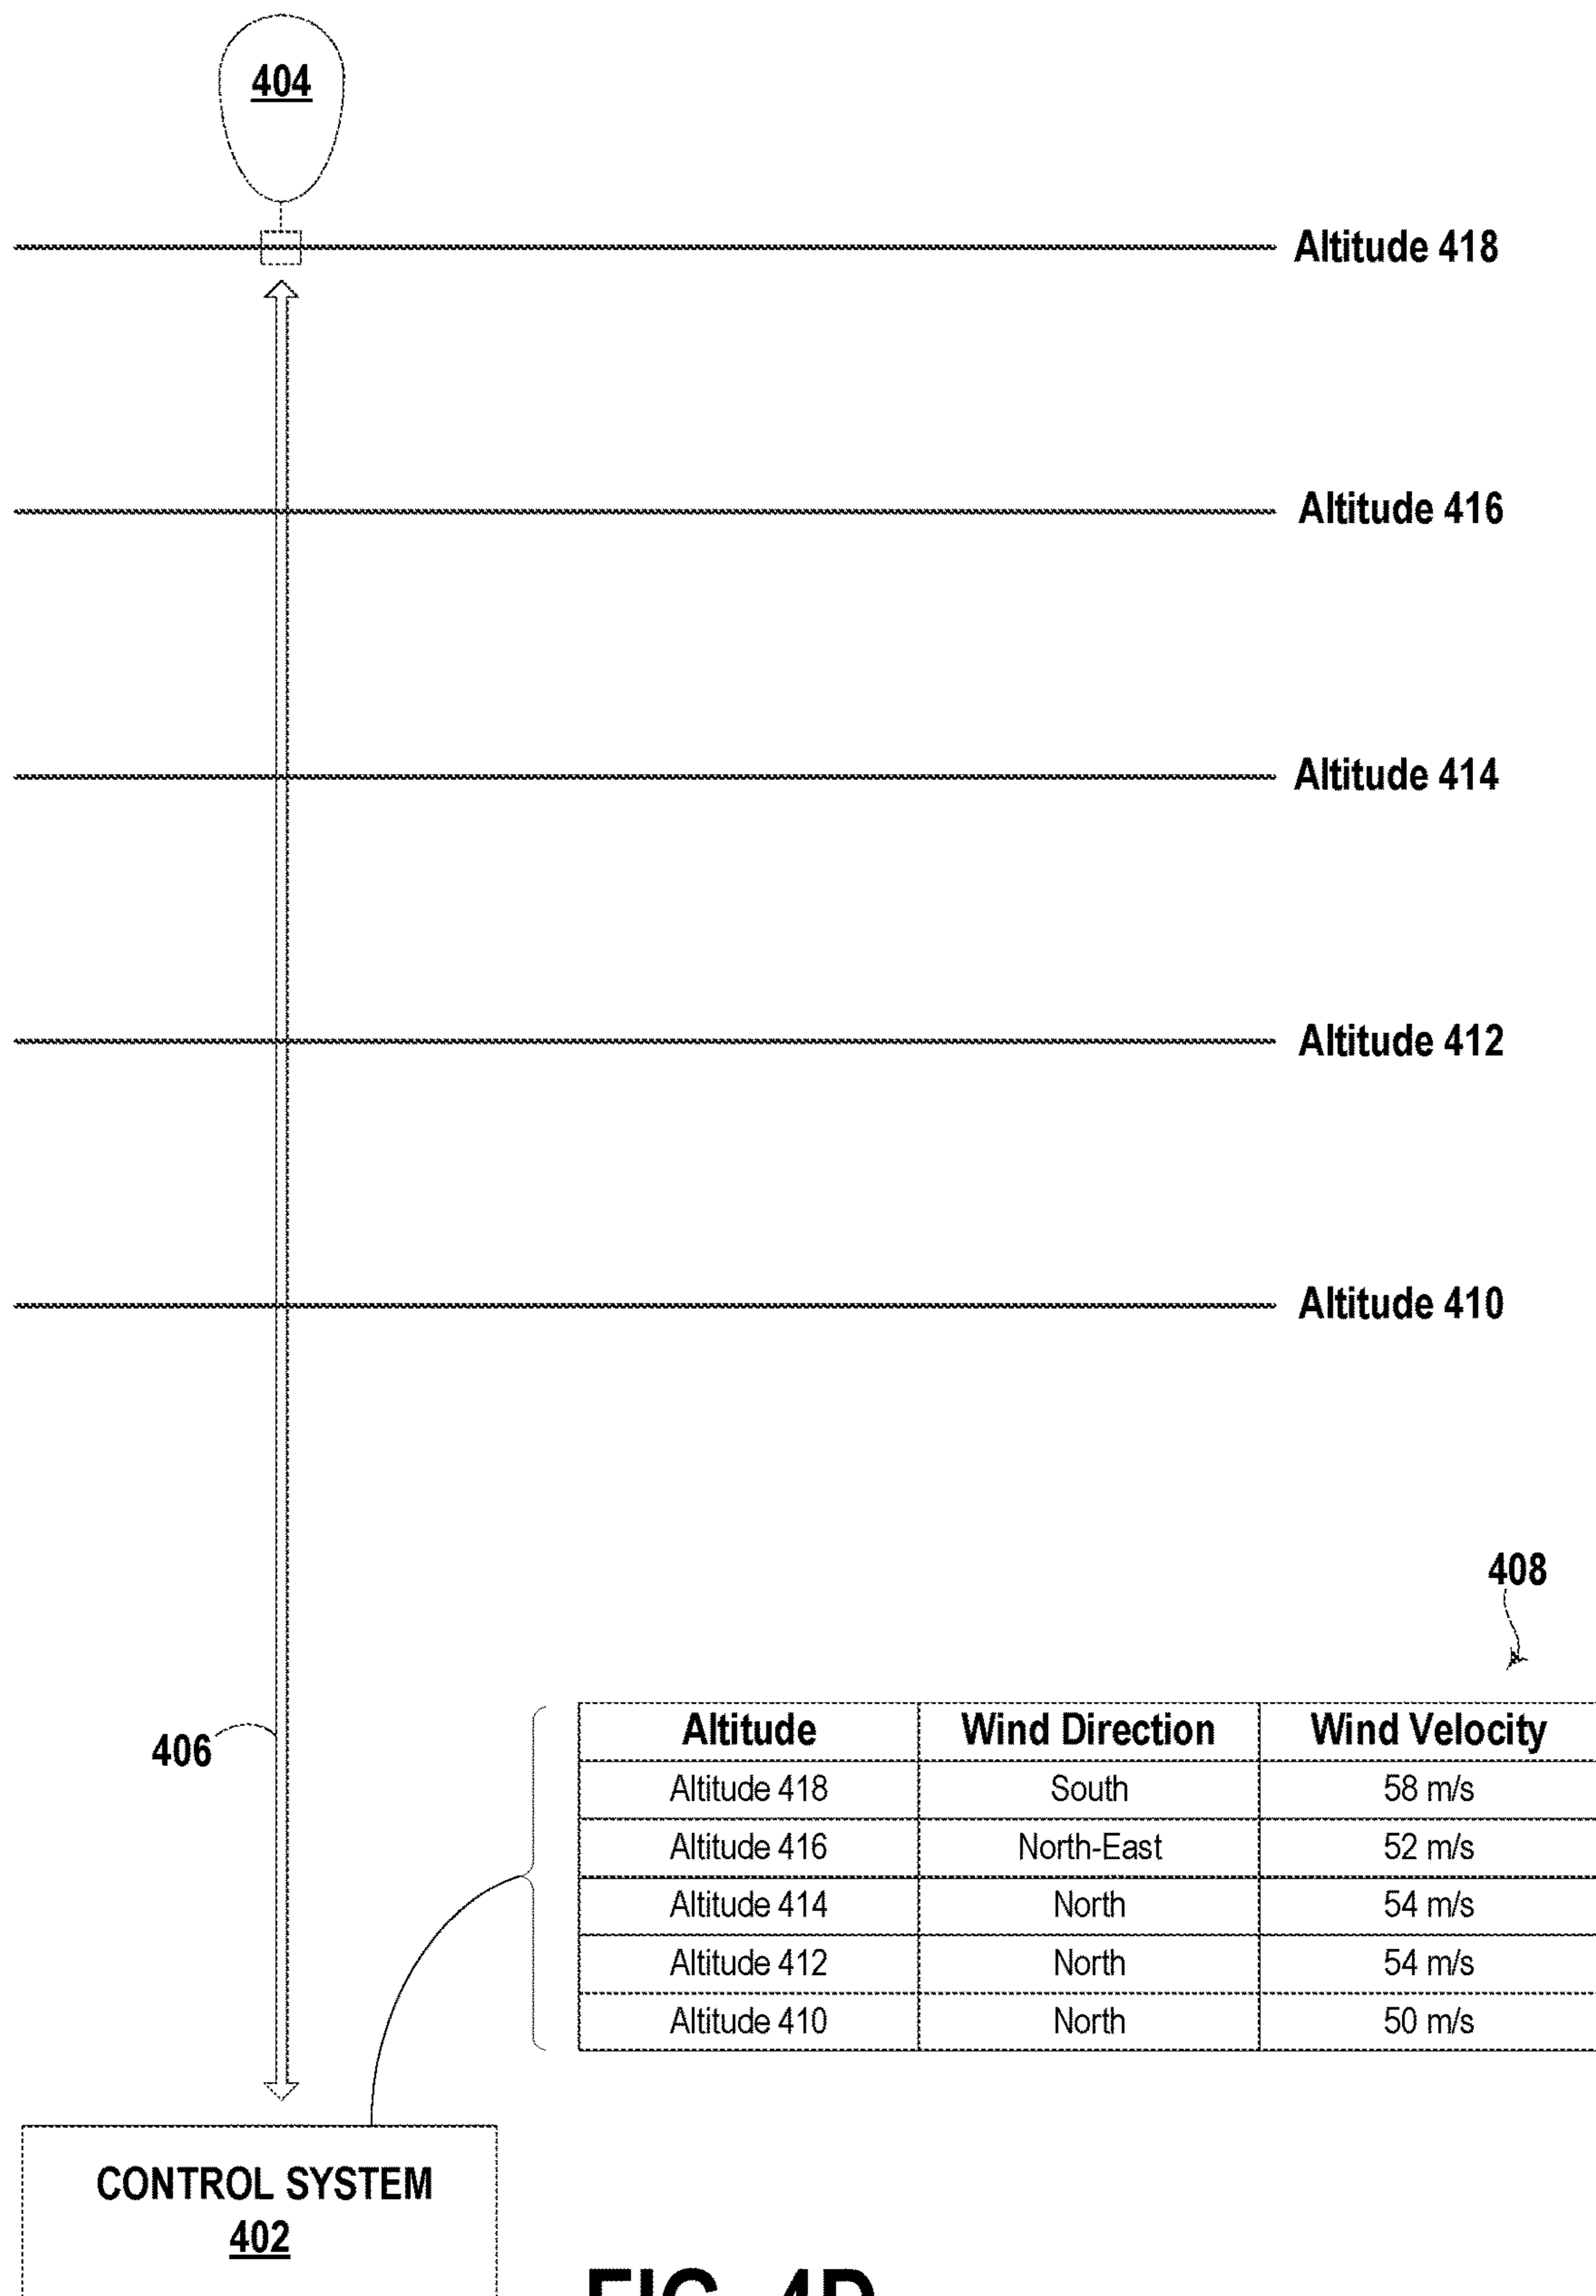 404
Altitude 418
Altitude 416
Altitude 414
Altitude 412
Altitude 410
408
406
Altitude Wind Direction Wind Velocity
Altitude 418 South 58 m/s
Altitude 416 North-East 52 m/s
Altitude 414 North 54 m/s
Altitude 412 North 54 m/s
Altitude 410 North 50 m/s
CONTROL SYSTEM
402
FIG. 4D